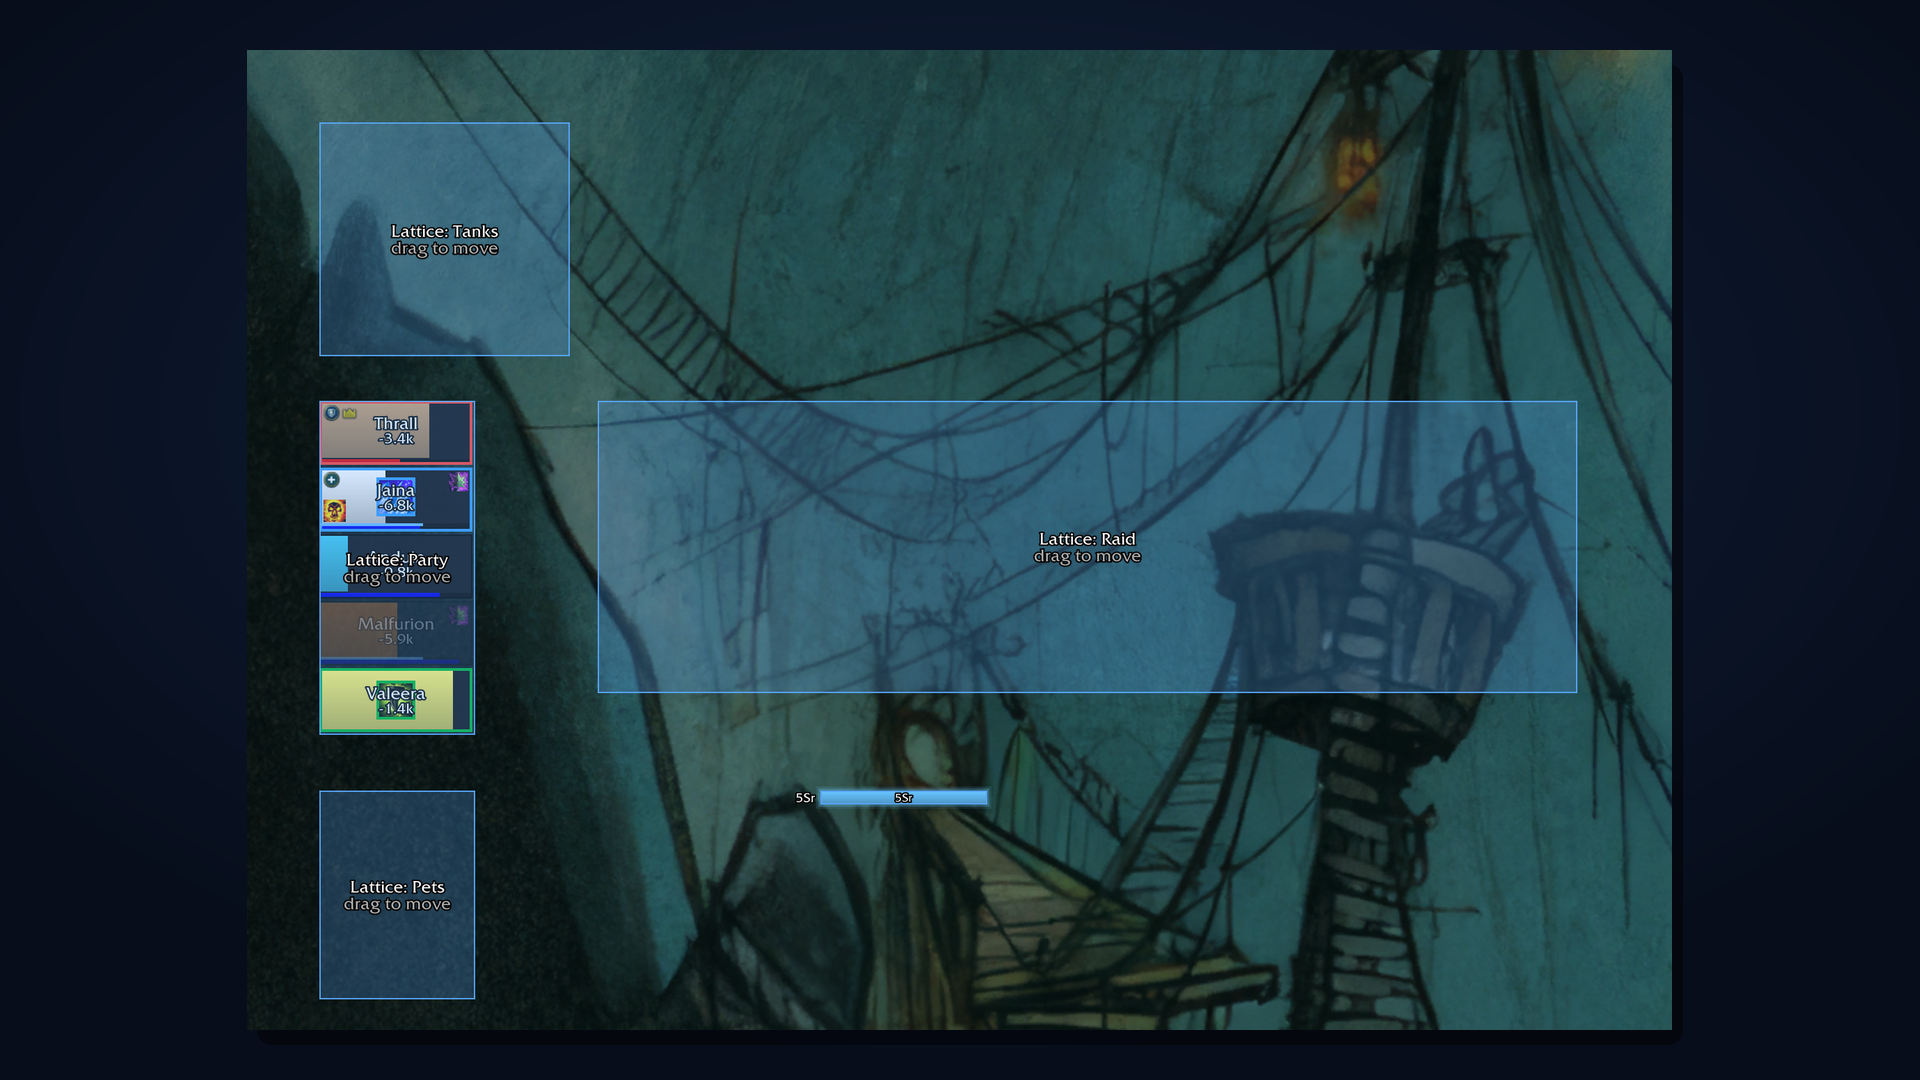 Lattice: Tanks
drag to move
Thrall
-3.4k
Jaina
-6.8k
Lattice: Party
drag to move
Malfurion
-5.9k
Valeera
-1.4k
Lattice: Raid
drag to move
5Sr
5Sr
Lattice: Pets
drag to move